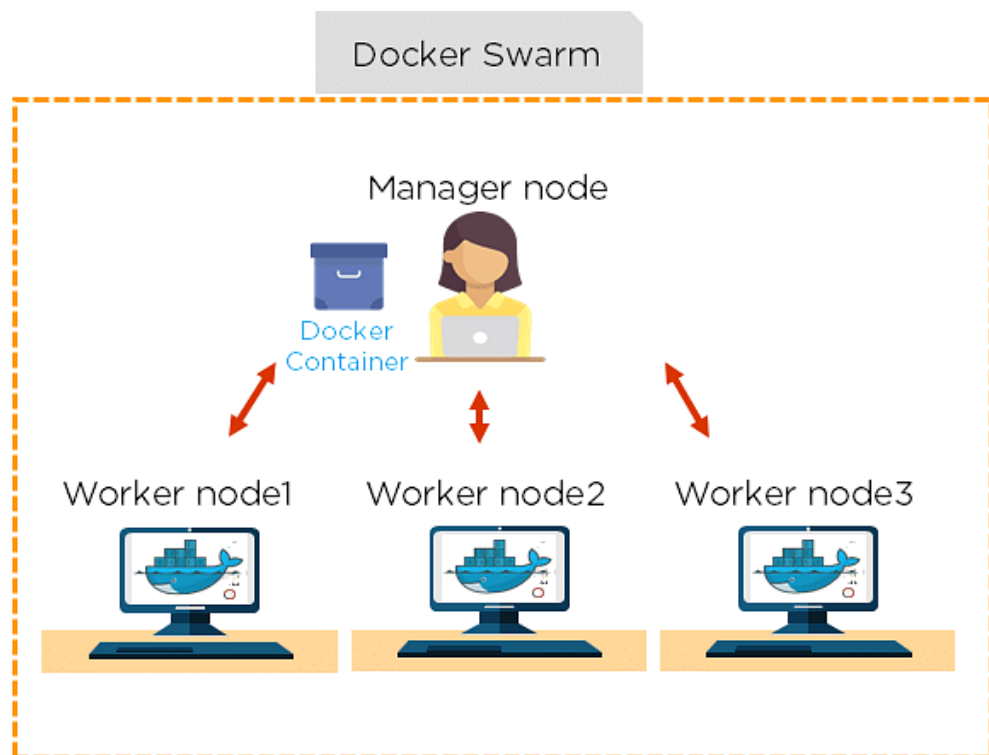 Docker Swarm
Manager node
Docker
Container
Worker node1
Worker node2
Worker node3